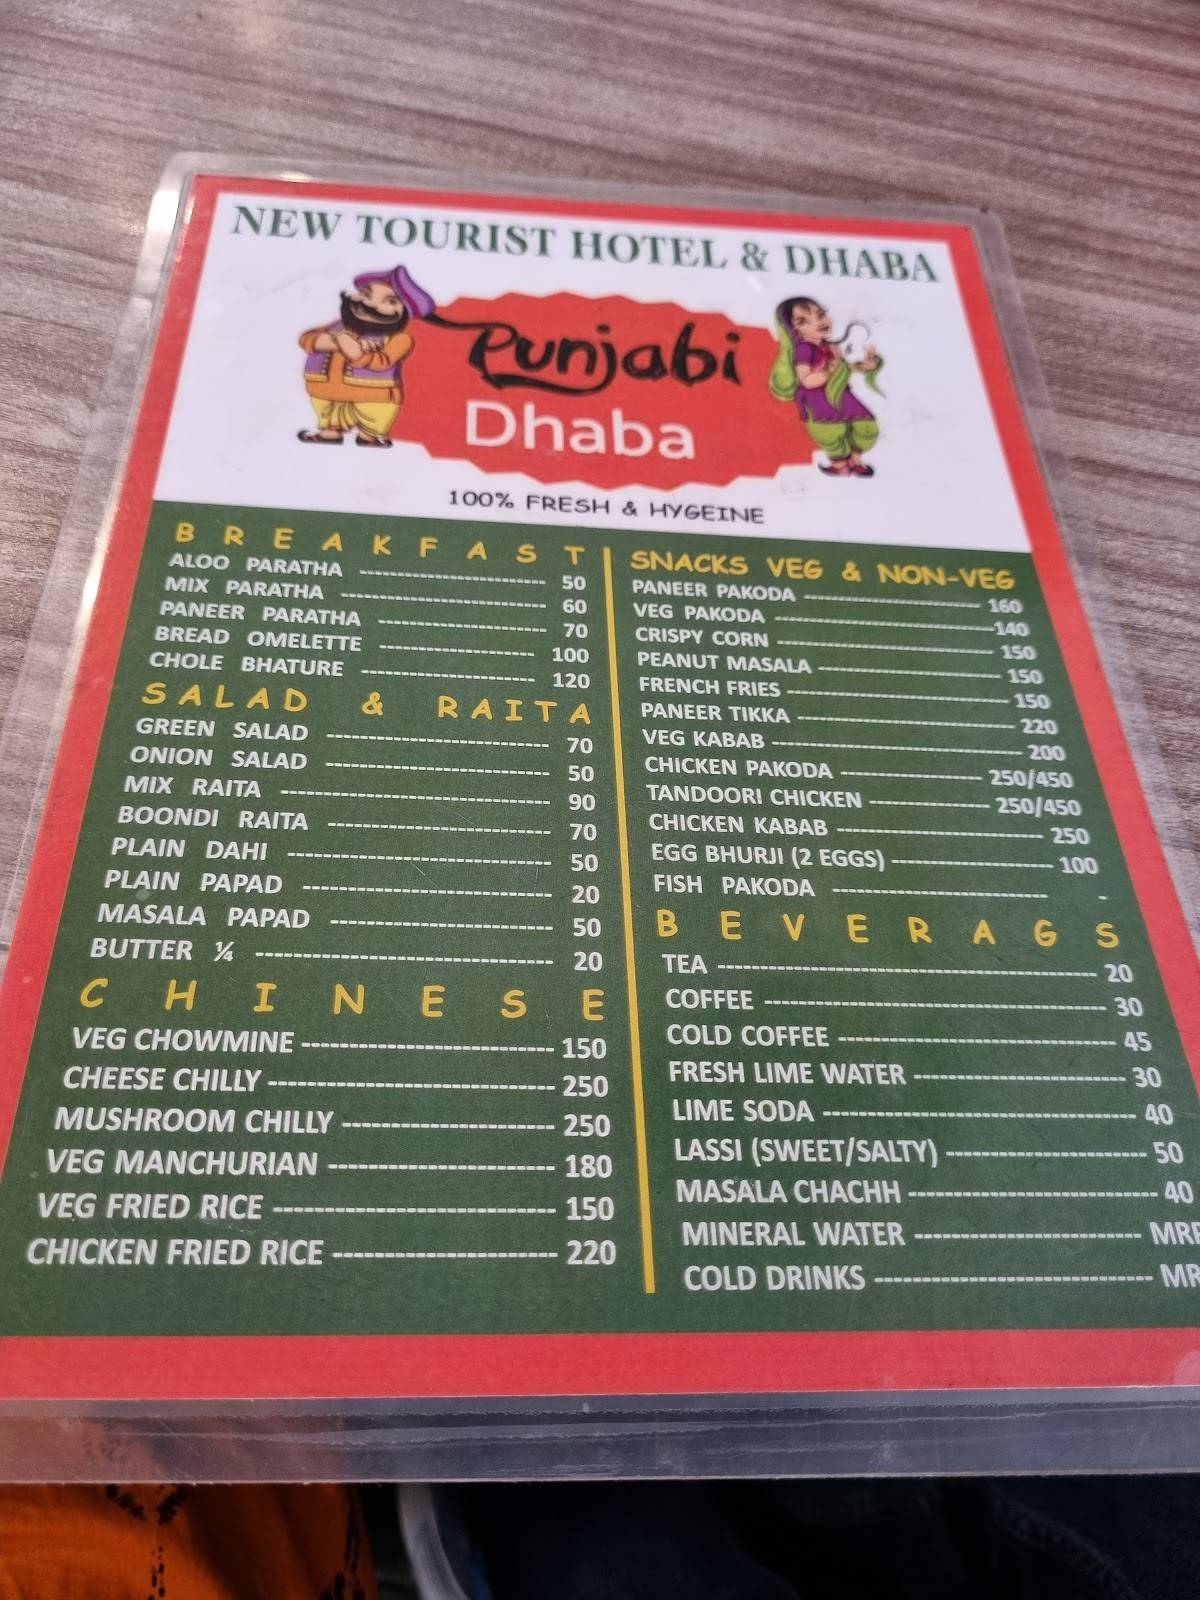 NEW TOURIST HOTEL & DHABA
Punjabi
Dhaba
100% FRESH & HYGEINE
BREAKFAST
ALOO PARATHA ---------------------- 50
MIX PARATHA ---------------------- 60
PANEER PARATHA ---------------------- 70
BREAD OMELETTE ---------------------- 100
CHOLE BHATURE ---------------------- 120
SALAD & RAITA
GREEN SALAD ---------------------- 70
ONION SALAD ---------------------- 50
MIX RAITA ---------------------- 90
BOONDI RAITA ---------------------- 70
PLAIN DAHI ---------------------- 50
PLAIN PAPAD ---------------------- 20
MASALA PAPAD ---------------------- 50
BUTTER ¼ ---------------------- 20
CHINESE
VEG CHOWMINE ---------------------- 150
CHEESE CHILLY ---------------------- 250
MUSHROOM CHILLY ---------------------- 250
VEG MANCHURIAN ---------------------- 180
VEG FRIED RICE ---------------------- 150
CHICKEN FRIED RICE ---------------------- 220
SNACKS VEG & NON-VEG
PANEER PAKODA ---------------------- 160
VEG PAKODA ---------------------- 140
CRISPY CORN ---------------------- 150
PEANUT MASALA ---------------------- 150
FRENCH FRIES ---------------------- 150
PANEER TIKKA ---------------------- 220
VEG KABAB ---------------------- 200
CHICKEN PAKODA ---------------------- 250/450
TANDOORI CHICKEN ---------------------- 250/450
CHICKEN KABAB ---------------------- 250
EGG BHURJI (2 EGGS) ---------------------- 100
FISH PAKODA ---------------------- -
BEVERAGS
TEA ---------------------- 20
COFFEE ---------------------- 30
COLD COFFEE ---------------------- 45
FRESH LIME WATER ---------------------- 30
LIME SODA ---------------------- 40
LASSI (SWEET/SALTY) ---------------------- 50
MASALA CHACHH ---------------------- 40
MINERAL WATER ---------------------- MRP
COLD DRINKS ---------------------- MR